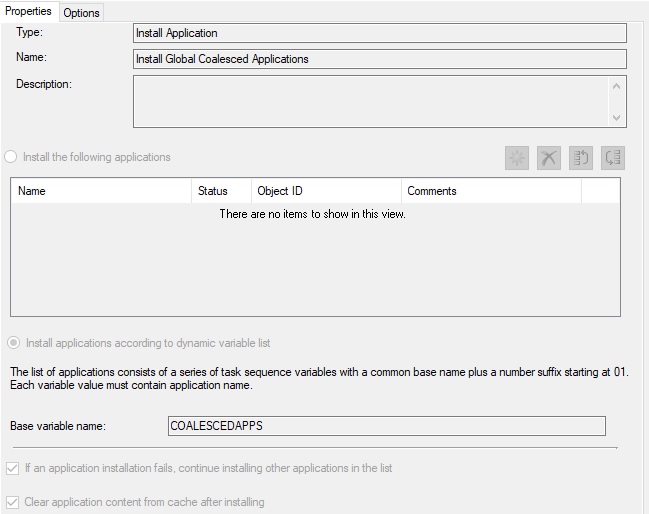 Properties
Options
Type:
Install Application
Name:
Install Global Coalesced Applications
Description:
Install the following applications
Name Status Object ID Comments
There are no items to show in this view.
Install applications according to dynamic variable list
The list of applications consists of a series of task sequence variables with a common base name plus a number suffix starting at 01.
Each variable value must contain application name.
Base variable name:
COALESCEDAPPS
If an application installation fails, continue installing other applications in the list
Clear application content from cache after installing